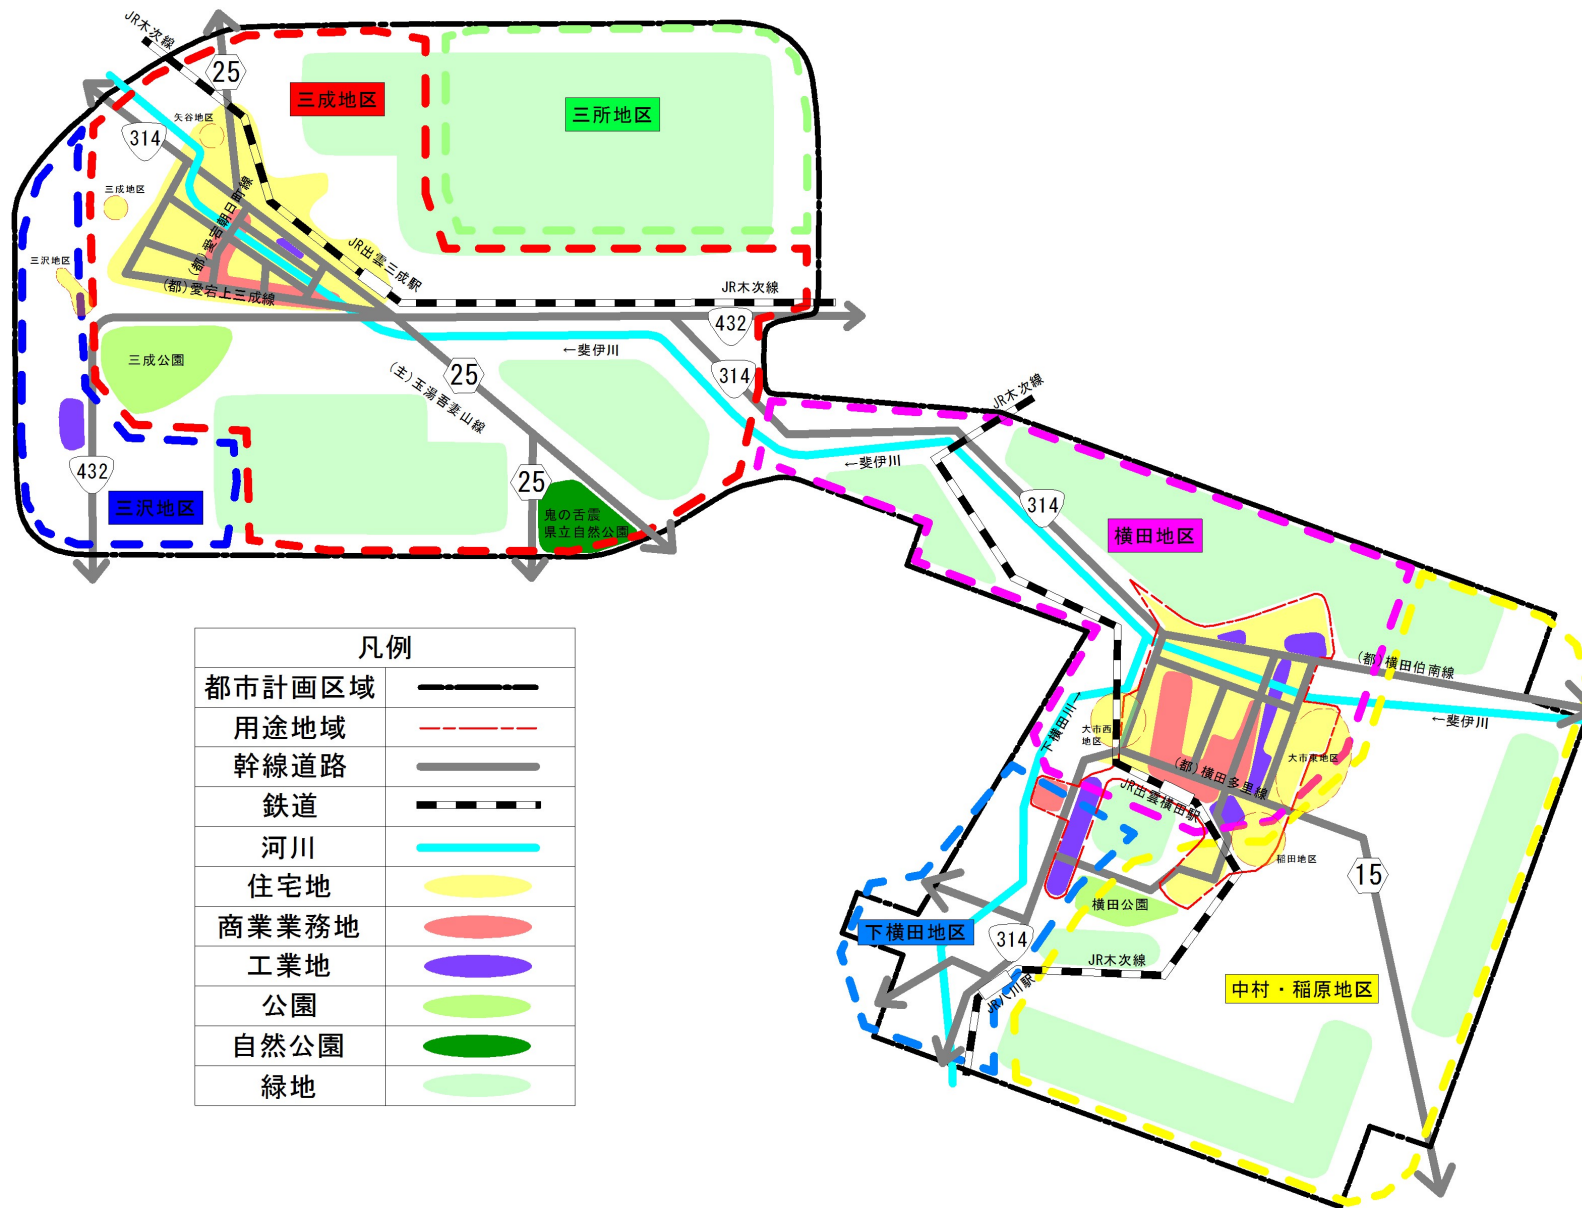 JR木次線
25
三成地区
三所地区
314
矢谷地区
三成地区
(都)愛宕朝日町線
三沢地区
JR出雲三成駅
(都)愛宕上三成線
JR木次線
432
三成公園
←斐伊川
(主)玉湯吾妻山線
25
314
JR木次線
432
25
←斐伊川
三沢地区
鬼の舌震
県立自然公園
314
横田地区
凡例
都市計画区域
用途地域
幹線道路
鉄道
河川
住宅地
商業業務地
工業地
公園
自然公園
緑地
(都)横田伯南線
←斐伊川
下横田川→
大市西
地区
大市東地区
(都)横田多里線
JR出雲横田駅
稲田地区
15
横田公園
下横田地区
314
JR木次線
JR八川駅
中村・稲原地区